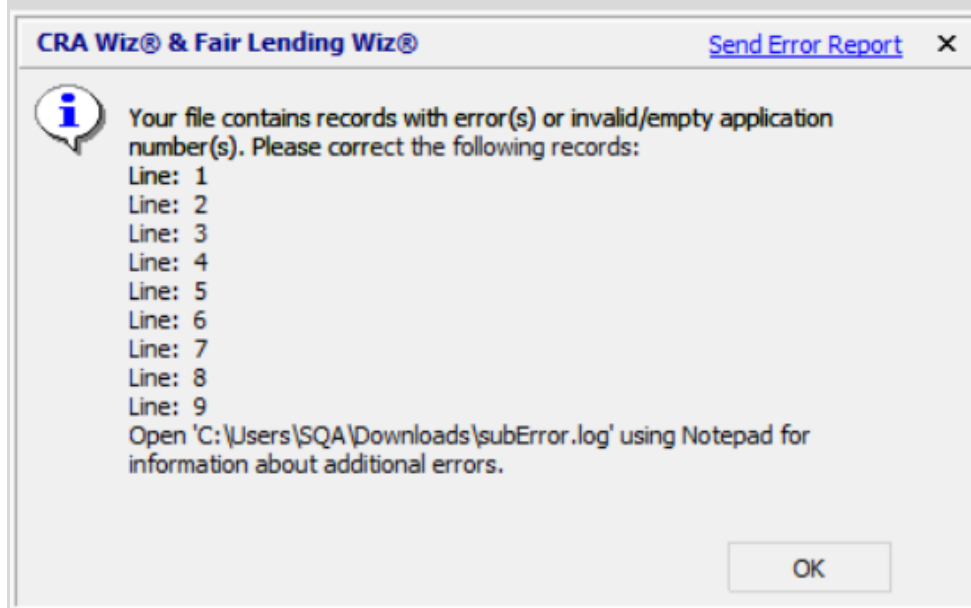 CRA Wiz® & Fair Lending Wiz® Send Error Report
Your file contains records with error(s) or invalid/empty application
number(s). Please correct the following records:
Line: 1
Line: 2
Line: 3
Line: 4
Line: 5
Line: 6
Line: 7
Line: 8
Line: 9
Open 'C:\Users\SQA\Downloads\subError.log' using Notepad for
information about additional errors.
OK